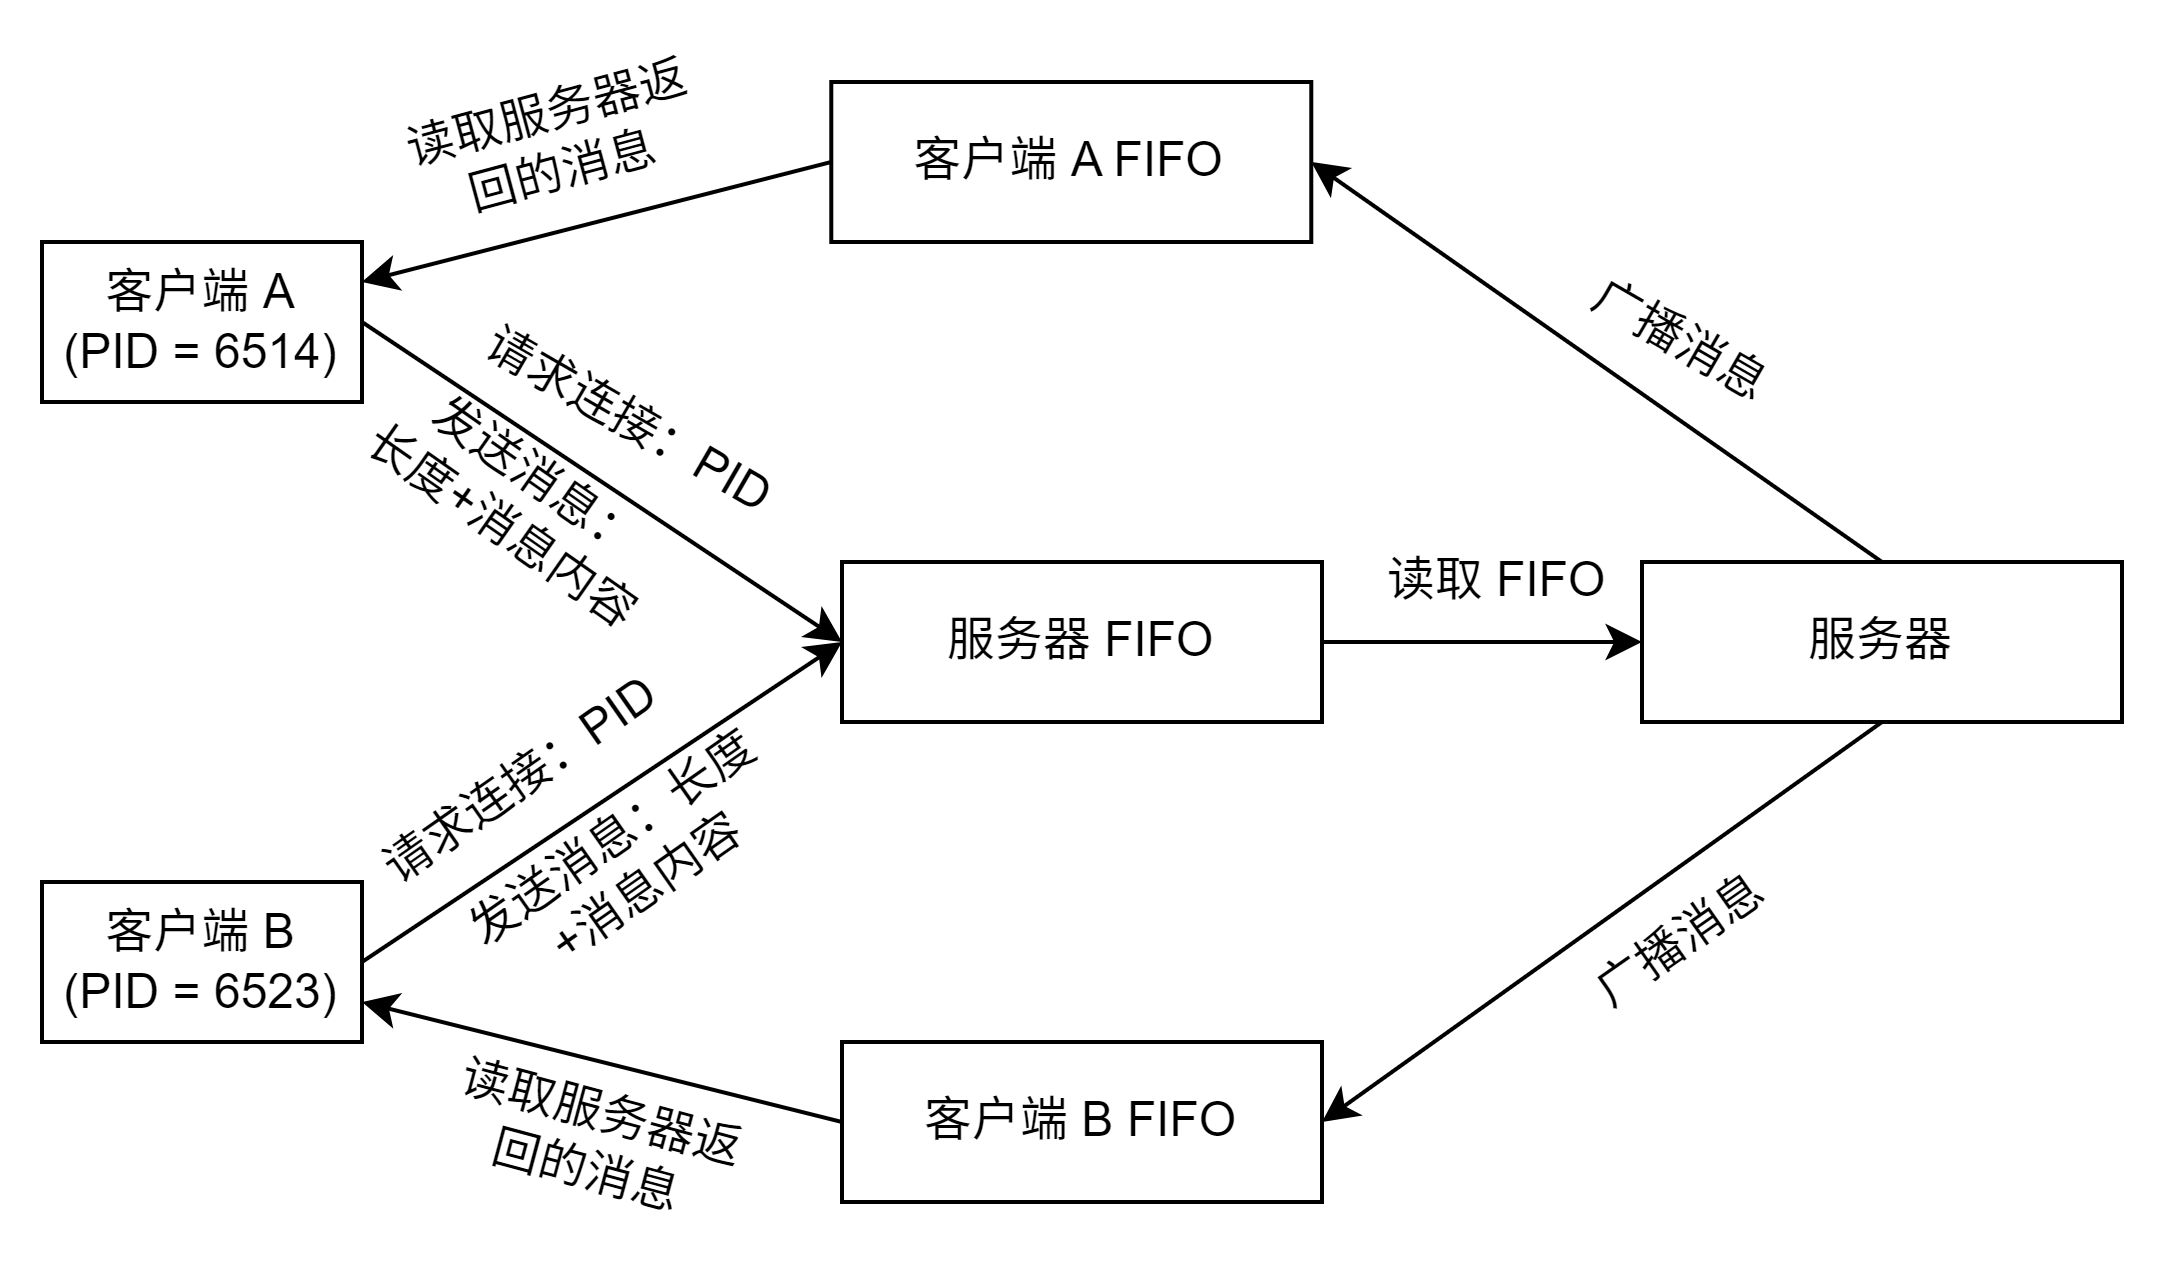 读取服务器返
回的消息
客户端 A FIFO
客户端 A
(PID = 6514)
请求连接：PID
发送消息：
长度+消息内容
广播消息
服务器 FIFO
读取 FIFO
服务器
请求连接：PID
发送消息：长度
+消息内容
广播消息
客户端 B
(PID = 6523)
读取服务器返
回的消息
客户端 B FIFO